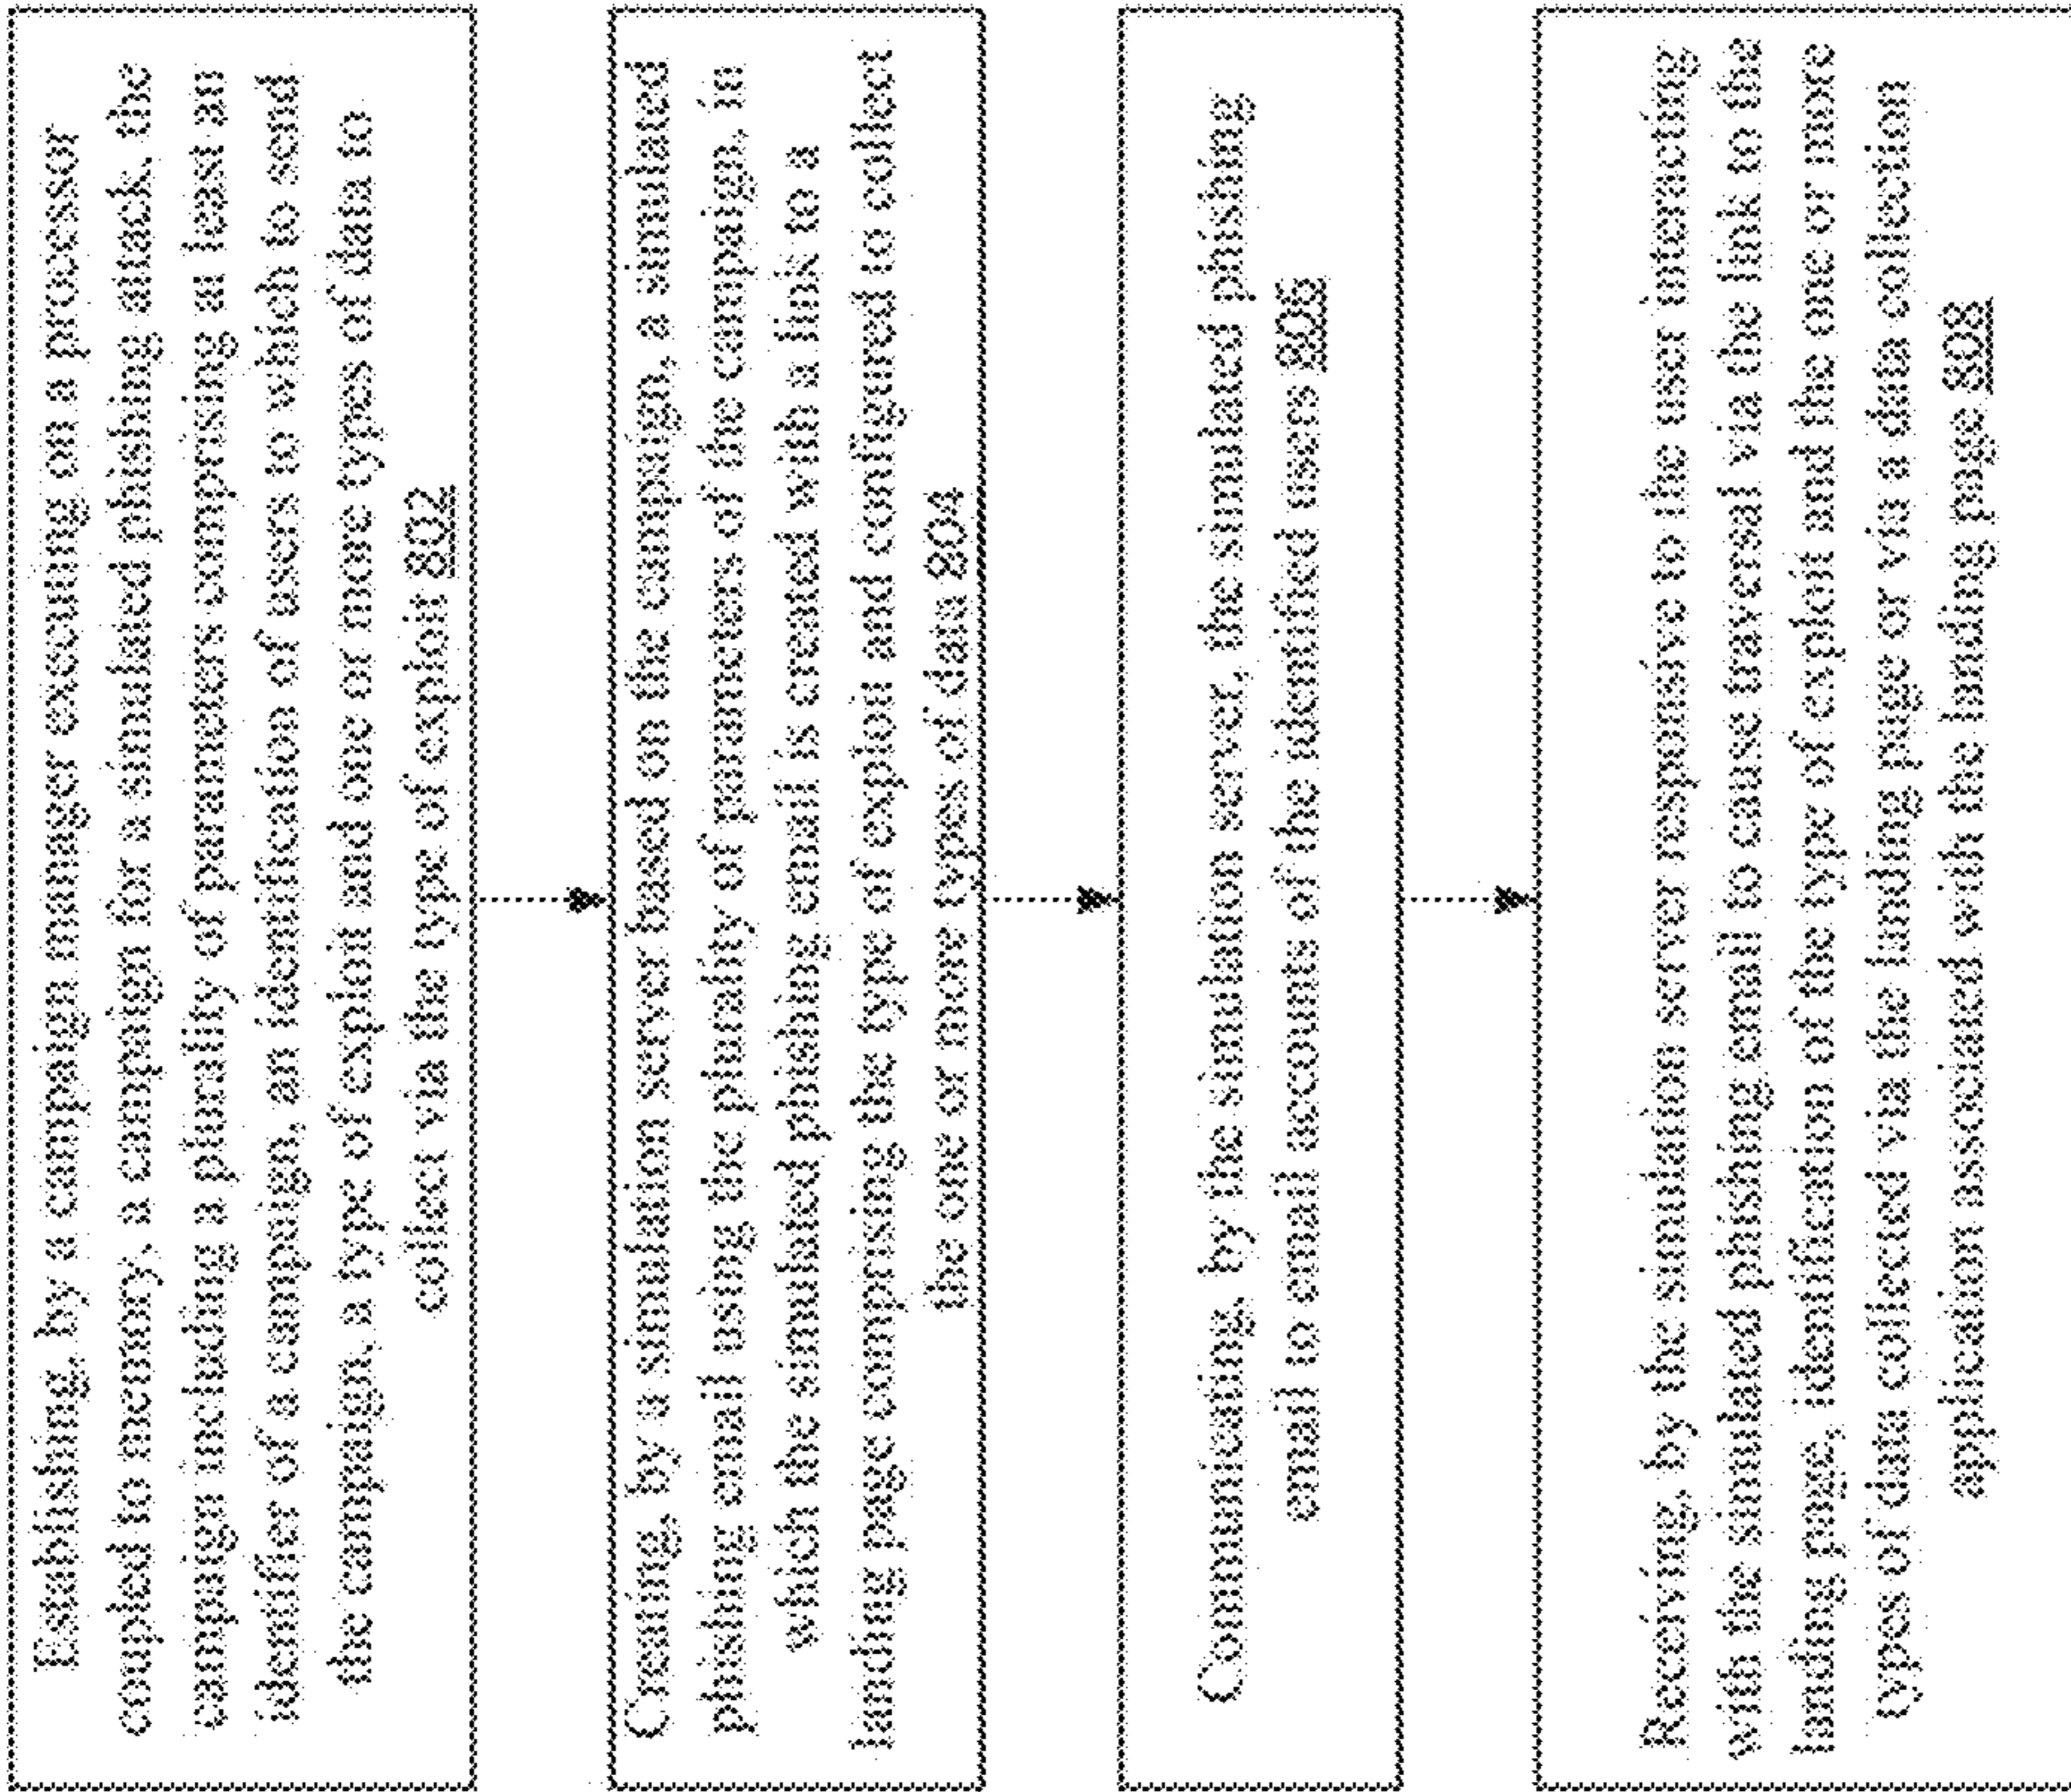 Establishing, by a campaign manager executing on a processor
coupled to memory, a campaign for a simulated phishing attack, the
campaign including a plurality of parameters comprising at least an
identifier of a campaign, an identification of users to which to send
the campaign, a type of exploit and one or more types of data to
collect via the type of exploit 802
Creating, by a simulation server based on the campaign, a simulated
phishing email using the plurality of parameters of the campaign, in
which the simulated phishing email is created with a link to a
landing page comprising the type of exploit and configured to collect
the one or more types of data 804
Communicating, by the simulation server, the simulated phishing
email to email accounts of the identified users 806
Receiving, by the simulation server responsive to the user interacting
with the simulated phishing email to cause traversal via the link to the
landing page, identification of the type of exploit and the one or more
types of data collected via the landing page or via a data collection
application associated with the landing page 808